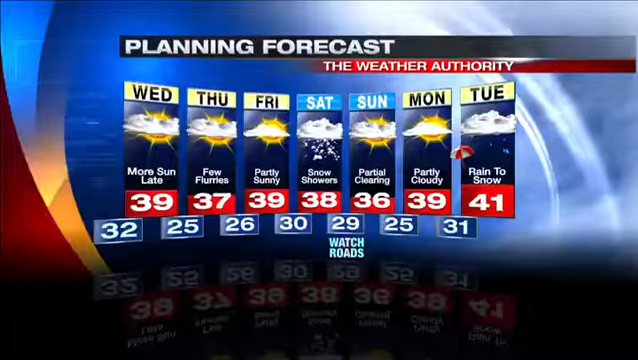 PLANNING FORECAST
THE WEATHER AUTHORITY
WED THU FRI SAT SUN MON TUE
More Sun Late
Few Flurries
Partly Sunny
Snow Showers
Partial Clearing
Partly Cloudy
Rain To Snow
39 37 39 38 36 39 41
32 25 26 30 29 25 31
WATCH
ROADS